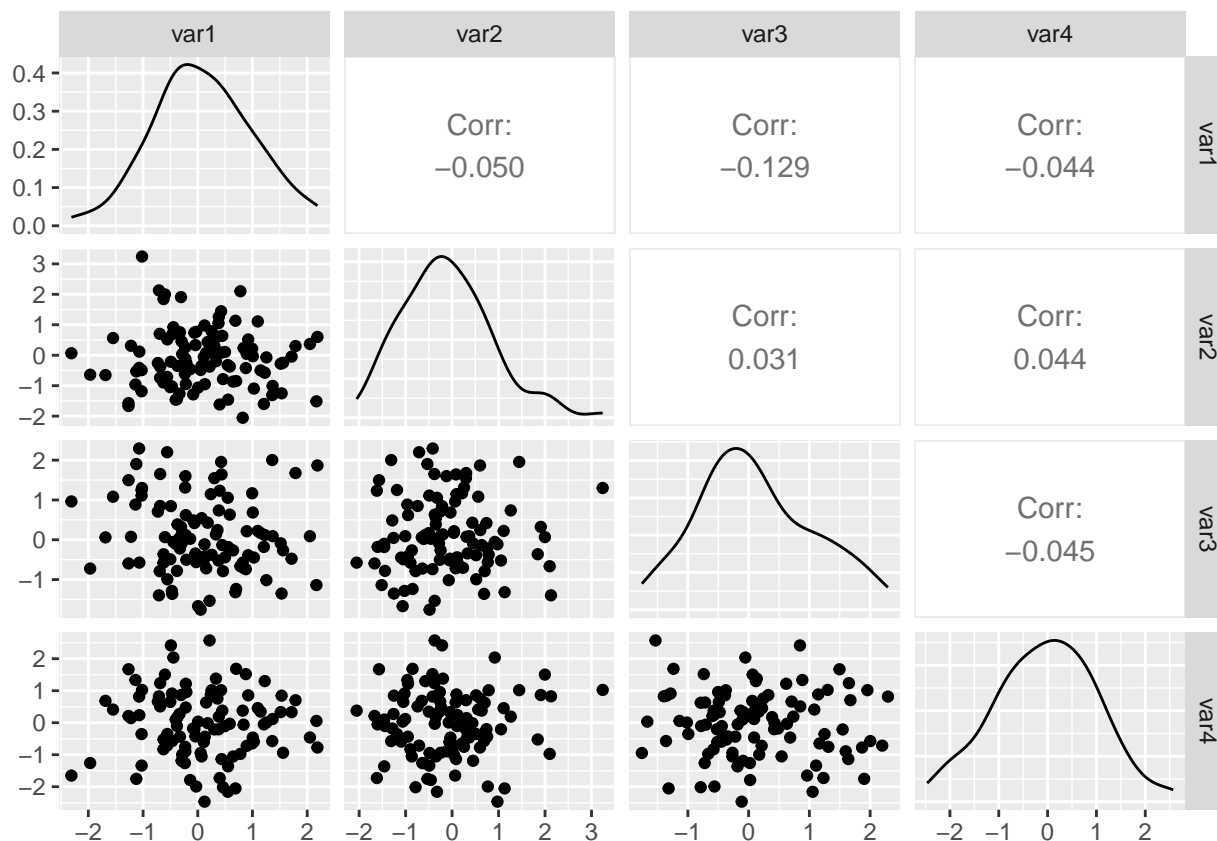 var1 var2 var3 var4
0.4
0.3
0.2
0.1
0.0
Corr:
−0.050
Corr:
−0.129
Corr:
−0.044
var1
3
2
1
0
−1
−2
Corr:
0.031
Corr:
0.044
var2
2
1
0
−1
Corr:
−0.045
var3
2
1
0
−1
−2
var4
−2 −1 0 1 2 −2 −1 0 1 2 3 −1 0 1 2 −2 −1 0 1 2